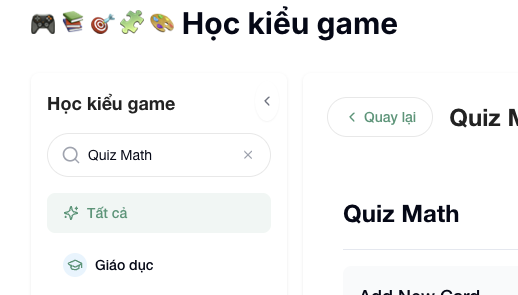 🎮 📚 🎯 🧩 🎨 Học kiểu game
Học kiểu game
Quay lại
Quiz
Quiz Math
Tất cả
Quiz Math
Giáo dục
Add New Card